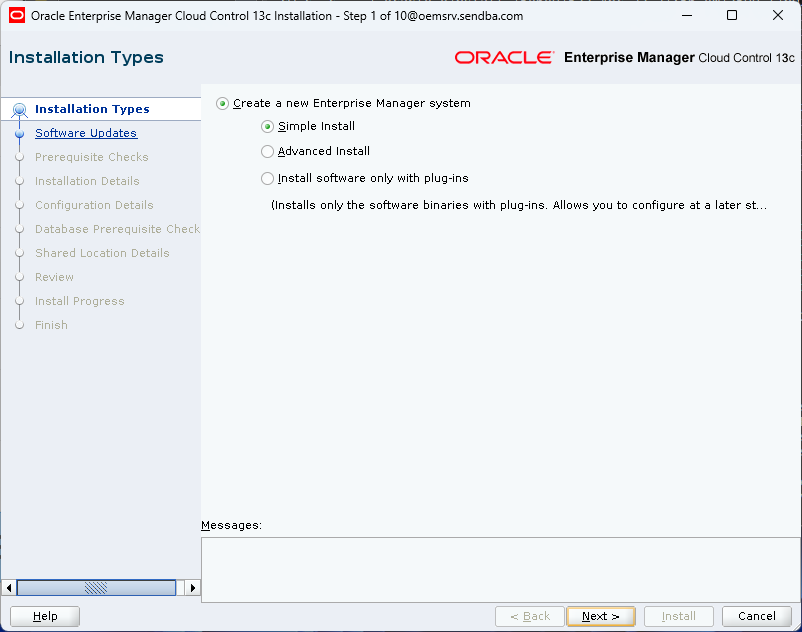 Oracle Enterprise Manager Cloud Control 13c Installation - Step 1 of 10@oemsrv.sendba.com
Installation Types
ORACLE Enterprise Manager Cloud Control 13c
Installation Types
Software Updates
Prerequisite Checks
Installation Details
Configuration Details
Database Prerequisite Check
Shared Location Details
Review
Install Progress
Finish
Create a new Enterprise Manager system
Simple Install
Advanced Install
Install software only with plug-ins
(Installs only the software binaries with plug-ins. Allows you to configure at a later st...
Messages:
Help
< Back
Next >
Install
Cancel